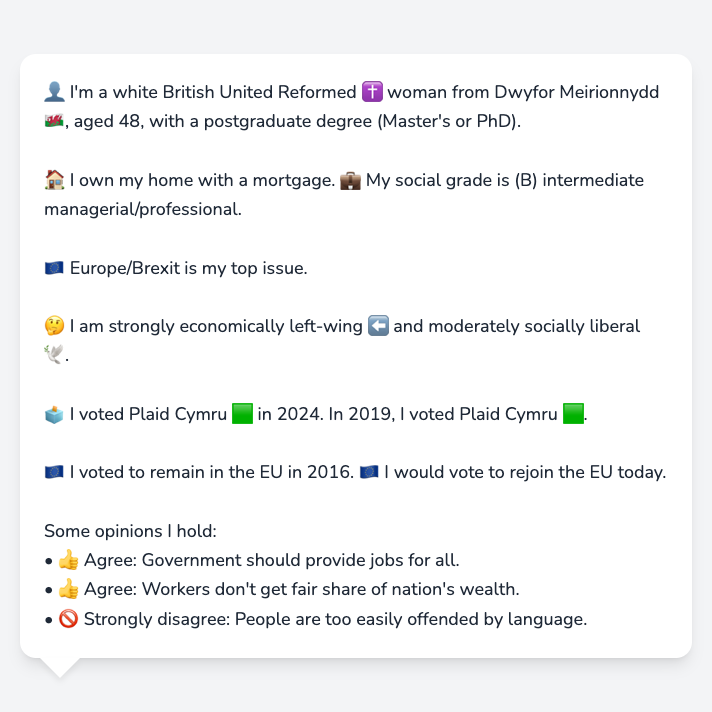 👤 I'm a white British United Reformed ✝️ woman from Dwyfor Meirionnydd
🏴󠁧󠁢󠁷󠁬󠁳󠁿, aged 48, with a postgraduate degree (Master's or PhD).
🏠 I own my home with a mortgage. 💼 My social grade is (B) intermediate
managerial/professional.
🇪🇺 Europe/Brexit is my top issue.
🤔 I am strongly economically left-wing ⬅️ and moderately socially liberal
🕊️.
🗳️ I voted Plaid Cymru 🟩 in 2024. In 2019, I voted Plaid Cymru 🟩.
🇪🇺 I voted to remain in the EU in 2016. 🇪🇺 I would vote to rejoin the EU today.
Some opinions I hold:
• 👍 Agree: Government should provide jobs for all.
• 👍 Agree: Workers don't get fair share of nation's wealth.
• 🚫 Strongly disagree: People are too easily offended by language.